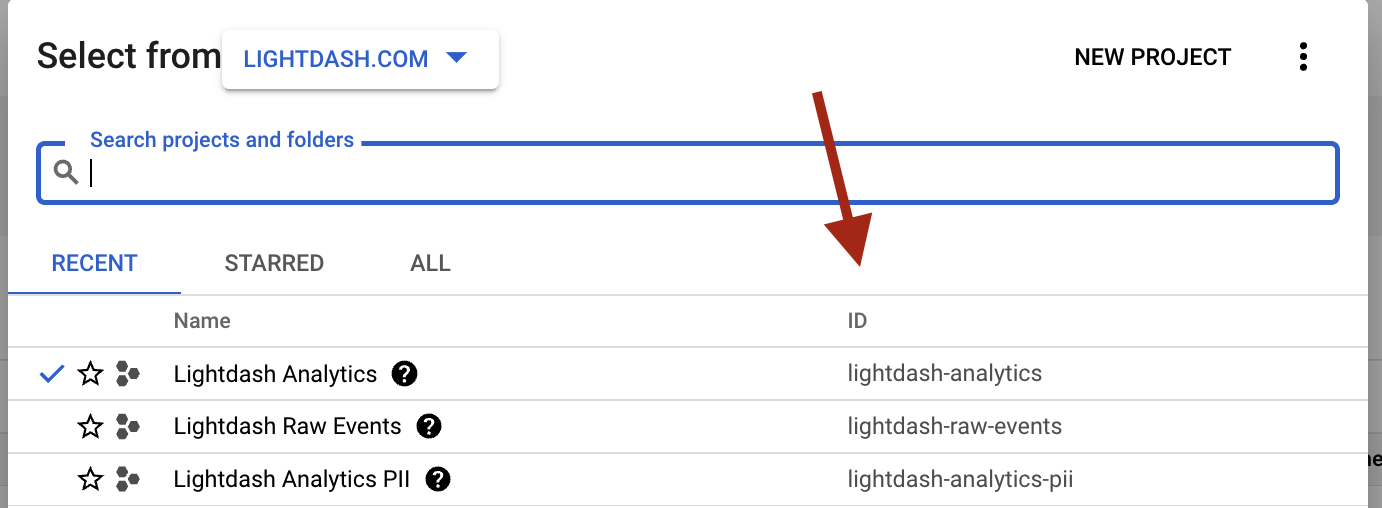 Select from LIGHTDASH.COM NEW PROJECT
Search projects and folders
RECENT STARRED ALL
Name ID
Lightdash Analytics lightdash-analytics
Lightdash Raw Events lightdash-raw-events
Lightdash Analytics PII lightdash-analytics-pii